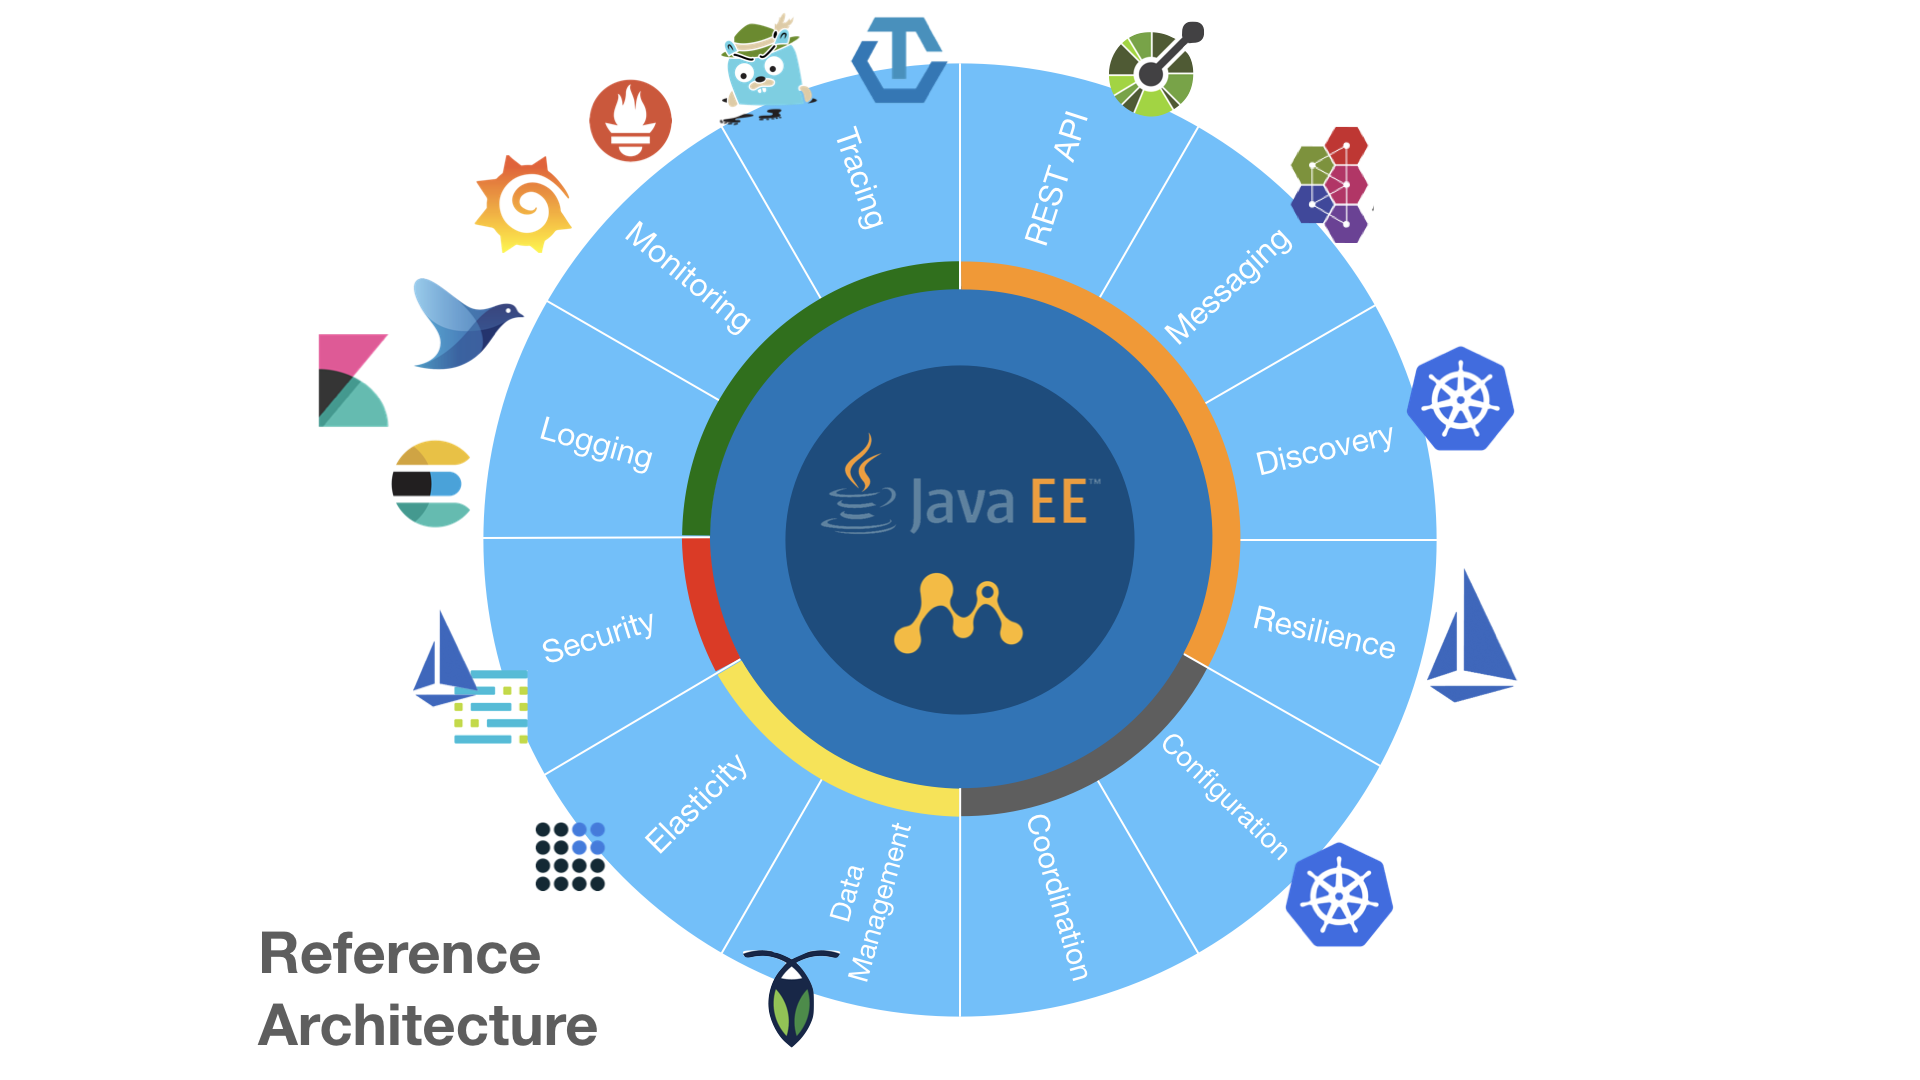 Tracing
REST API
Monitoring
Messaging
Logging
Discovery
Java EE™
Security
Resilience
Elasticity
Configuration
Data
Management
Coordination
Reference
Architecture